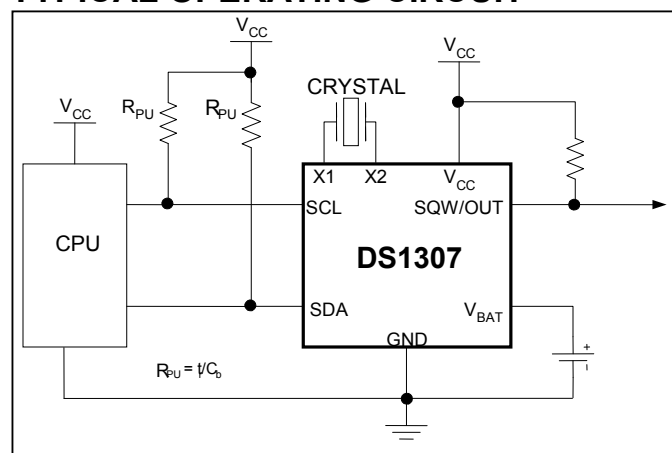 TYPICAL OPERATING CIRCUIT
VCC
VCC
CRYSTAL
VCC
RPU
RPU
X1
X2
VCC
SCL
SQW/OUT
CPU
DS1307
SDA
VBAT
GND
RPU = tr/Cb
+
-